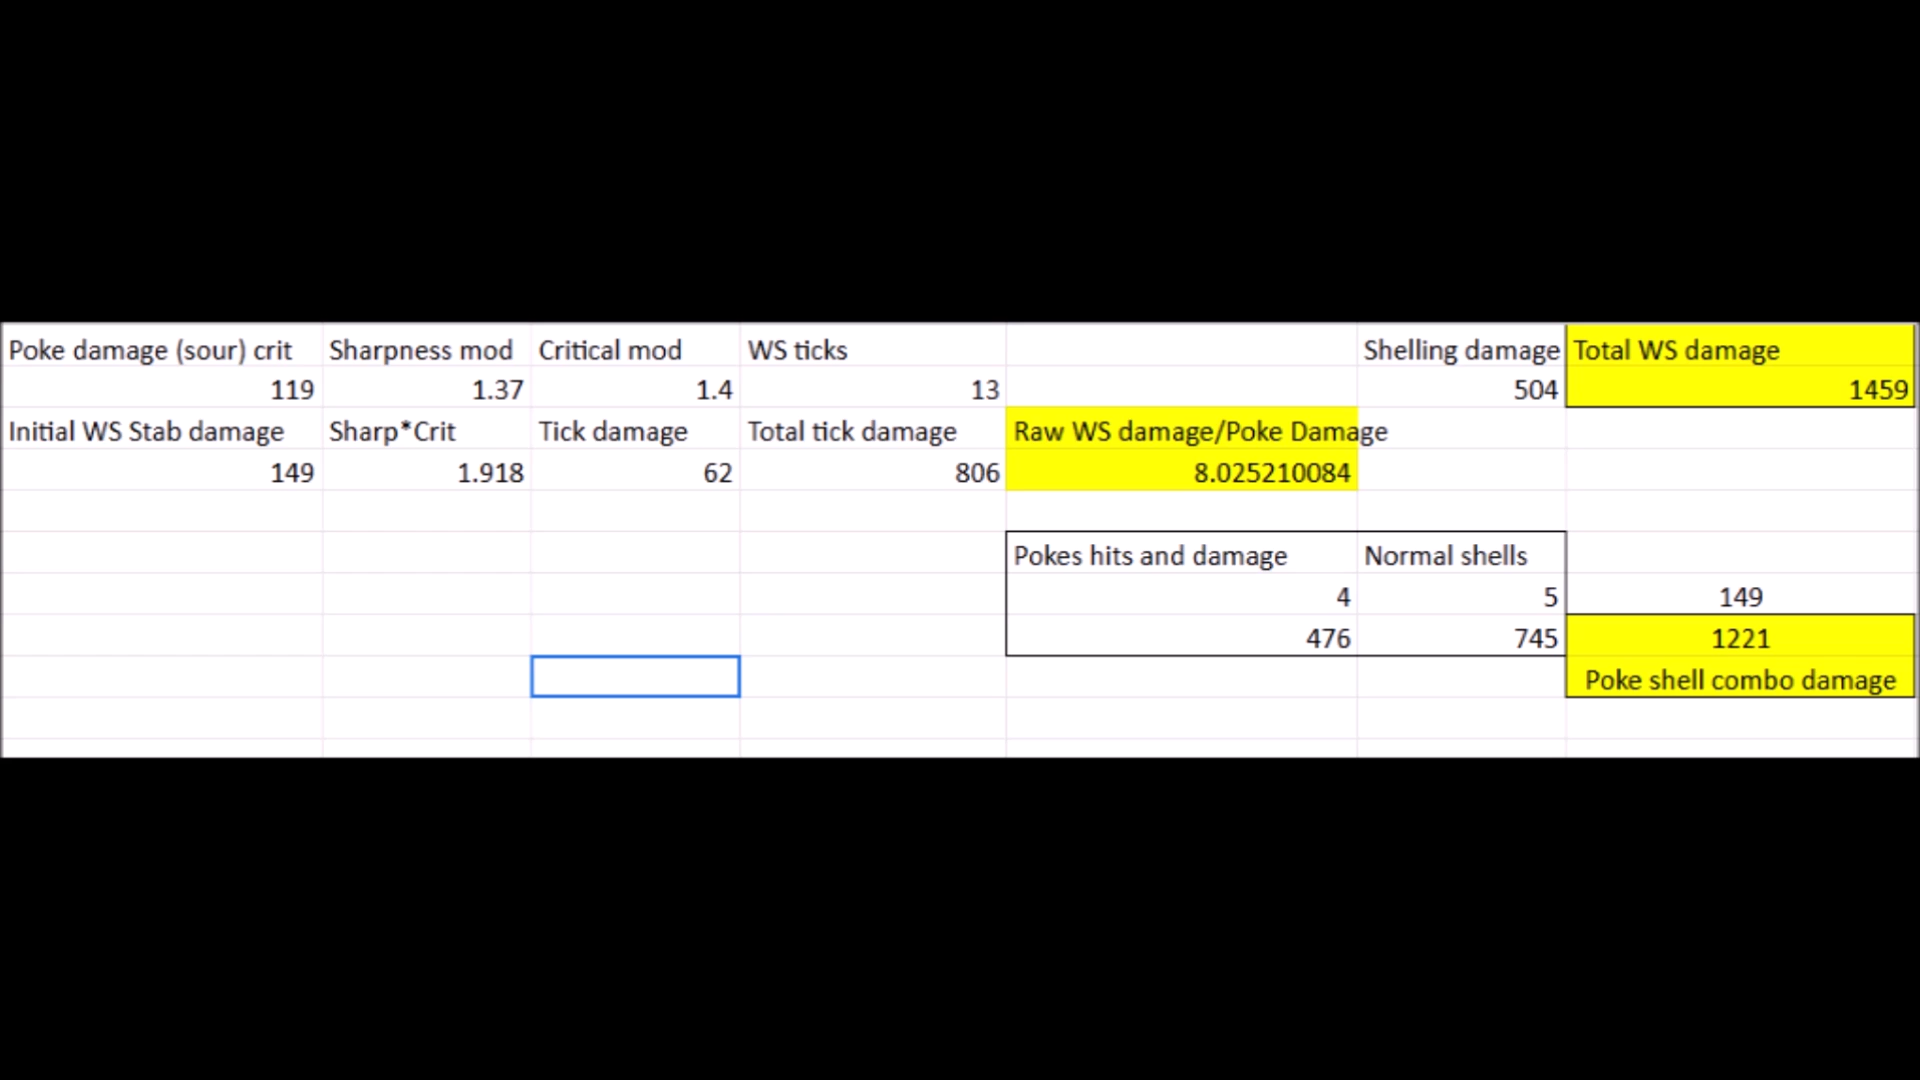 Poke damage (sour) crit Sharpness mod Critical mod WS ticks Shelling damage Total WS damage
119 1.37 1.4 13 504 1459
Initial WS Stab damage Sharp*Crit Tick damage Total tick damage Raw WS damage/Poke Damage
149 1.918 62 806 8.025210084
Pokes hits and damage Normal shells
4 5 149
476 745 1221
Poke shell combo damage